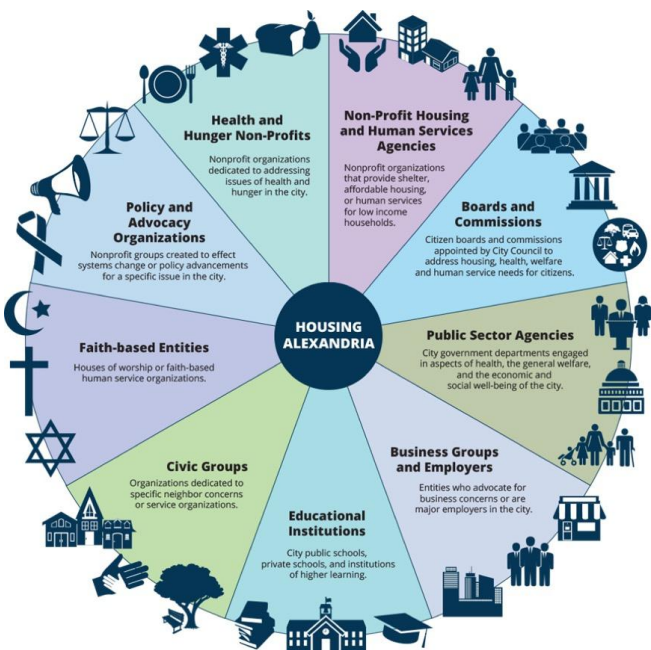 Health and
Hunger Non-Profits
Nonprofit organizations
dedicated to addressing
issues of health and
hunger in the city.
Non-Profit Housing
and Human Services
Agencies
Nonprofit organizations
that provide shelter,
affordable housing,
or human services
for low income
households.
Boards and
Commissions
Citizen boards and commissions
appointed by City Council to
address housing, health, welfare
and human service needs for citizens.
Public Sector Agencies
City government departments engaged
in aspects of health, the general welfare,
and the economic and
social well-being of the city.
Business Groups
and Employers
Entities who advocate for
business concerns or are
major employers in the city.
Educational
Institutions
City public schools,
private schools, and institutions
of higher learning.
Civic Groups
Organizations dedicated to
specific neighbor concerns
or service organizations.
Faith-based Entities
Houses of worship or faith-based
human service organizations.
Policy and
Advocacy
Organizations
Nonprofit groups created to effect
systems change or policy advancements
for a specific issue in the city.
HOUSING
ALEXANDRIA